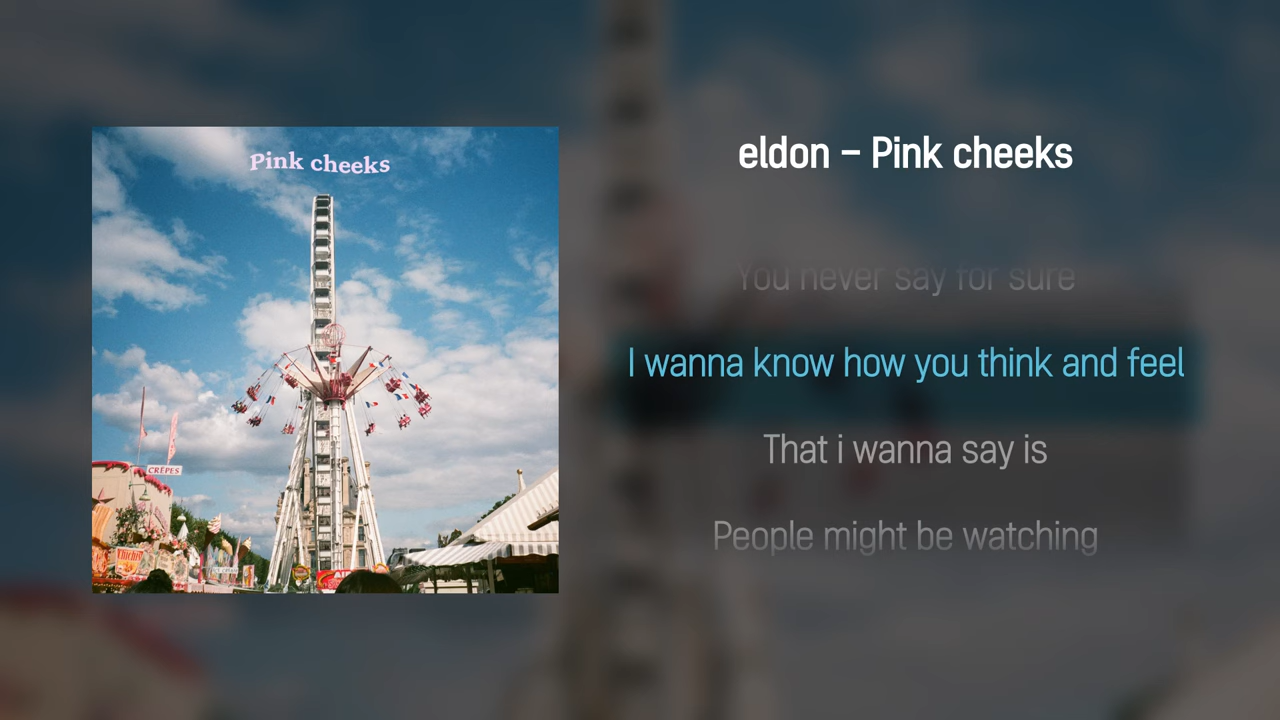 Pink cheeks
CRÊPES
eldon – Pink cheeks
You never say for sure
I wanna know how you think and feel
That i wanna say is
People might be watching